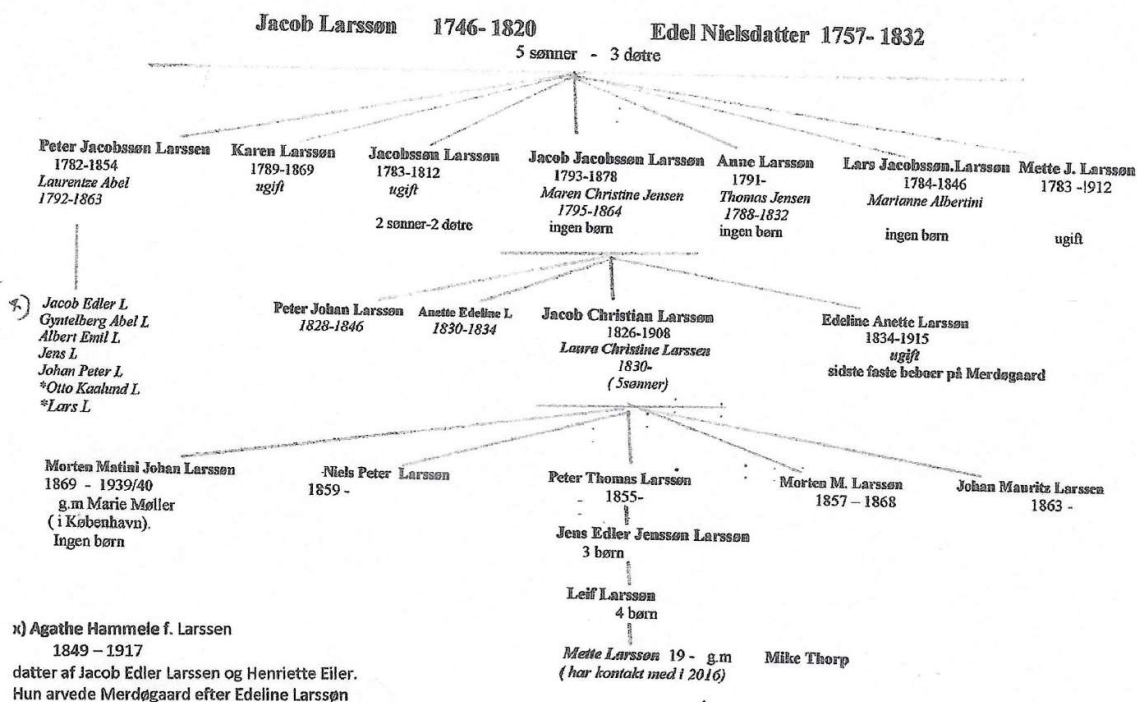 Jacob Larssøn 1746- 1820 Edel Nielsdatter 1757- 1832
5 sønner - 3 døtre
Peter Jacobssøn Larssen
1782-1854
Laurentze Abel
1792-1863
Karen Larssøn
1789-1869
ugift
Jacobssøn Larssøn
1783-1812
ugift
2 sønner-2 døtre
Jacob Jacobssøn Larssøn
1793-1878
Maren Christine Jensen
1795-1864
ingen børn
Anne Larssøn
1791-
Thomas Jensen
1788-1832
ingen børn
Lars Jacobssøn.Larssøn
1784-1846
Marianne Albertini
ingen børn
Mette J. Larssøn
1783 -1912
ugift
x)
Jacob Edler L
Gyntelberg Abel L
Albert Emil L
Jens L
Johan Peter L
*Otto Kaalund L
*Lars L
Peter Johan Larssøn
1828-1846
Anette Edeline L
1830-1834
Jacob Christian Larssøn
1826-1908
Laura Christine Larssen
1830-
( 5sønner)
Edeline Anette Larssøn
1834-1915
ugift
sidste faste beboer på Merdøgaard
Morten Matini Johan Larssøn
1869 - 1939/40
g.m Marie Møller
( i København).
Ingen børn
Niels Peter Larssøn
1859 -
Peter Thomas Larssøn
1855-
Morten M. Larssøn
1857 – 1868
Johan Mauritz Larssen
1863 -
Jens Edler Jenssøn Larssøn
3 børn
Leif Larssøn
4 børn
Mette Larssøn 19 - g.m Mike Thorp
( har kontakt med i 2016)
x) Agathe Hammele f. Larssen
1849 – 1917
datter af Jacob Edler Larssen og Henriette Eiler.
Hun arvede Merdøgaard efter Edeline Larssøn